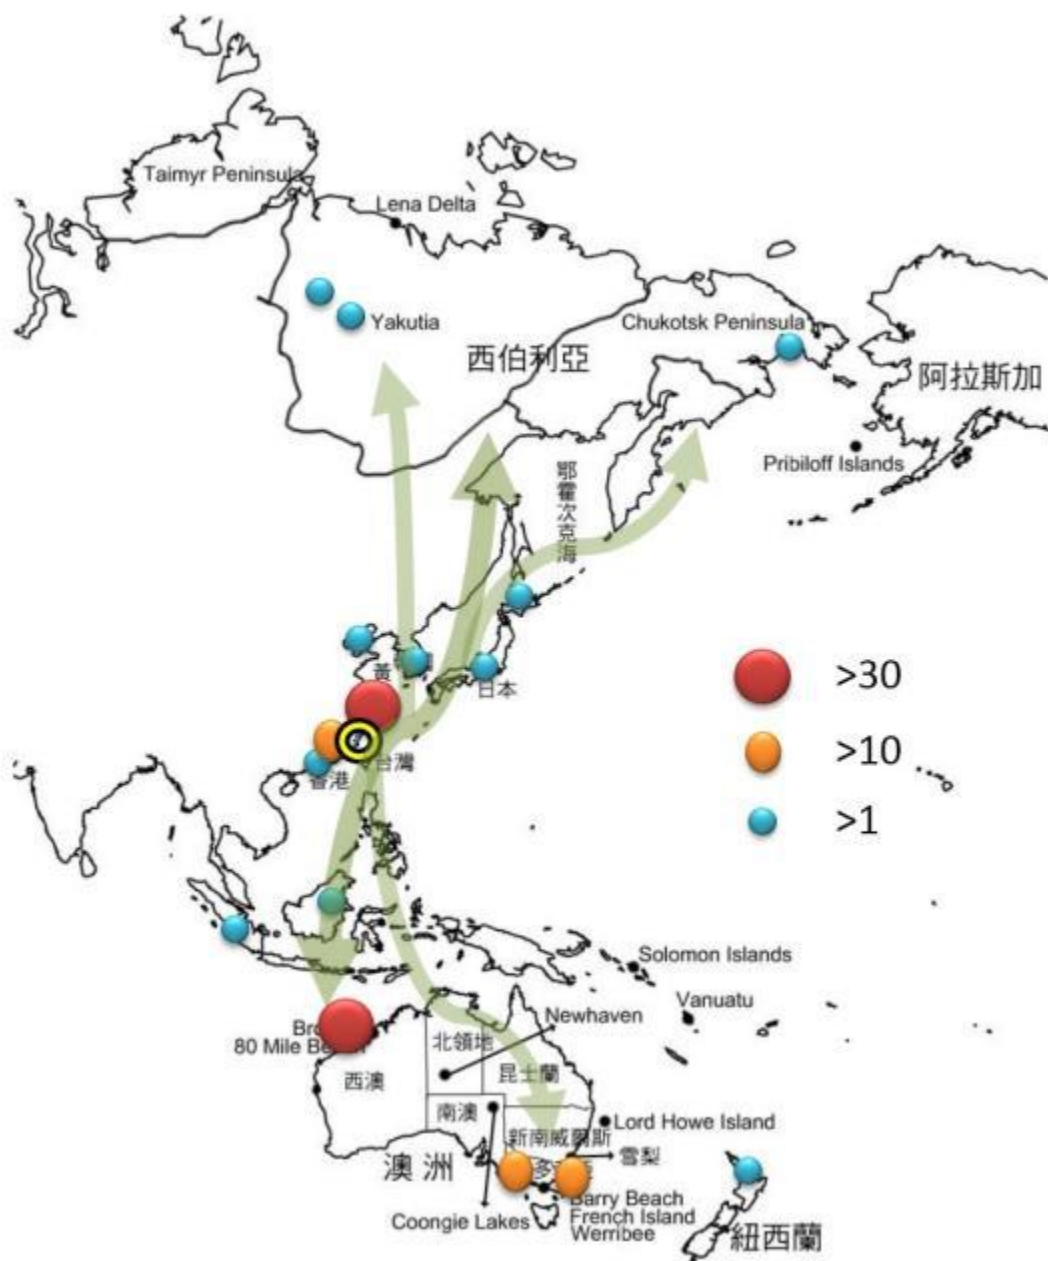 Taimyr Peninsula
Lena Delta
Yakutia
Chukotsk Peninsula
西伯利亞
阿拉斯加
Pribiloff Islands
鄂霍次克海
黃
日本
>30
>10
>1
台灣
香港
Solomon Islands
Vanuatu
Newhaven
80 Mile Beach
北領地
西澳
昆士蘭
南澳
Lord Howe Island
新南威爾斯
雪梨
澳洲
多
Barry Beach
French Island
Werribee
Coongie Lakes
紐西蘭